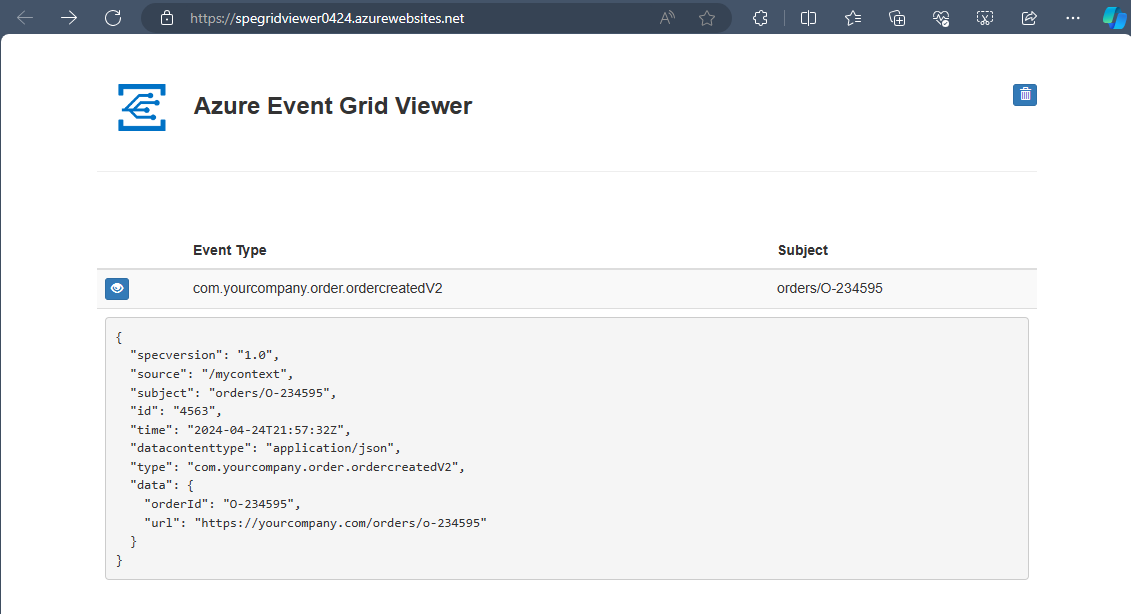 https://spegridviewer0424.azurewebsites.net
Azure Event Grid Viewer
Event Type Subject
com.yourcompany.order.ordercreatedV2 orders/O-234595
{
"specversion": "1.0",
"source": "/mycontext",
"subject": "orders/O-234595",
"id": "4563",
"time": "2024-04-24T21:57:32Z",
"datacontenttype": "application/json",
"type": "com.yourcompany.order.ordercreatedV2",
"data": {
"orderId": "O-234595",
"url": "https://yourcompany.com/orders/o-234595"
}
}